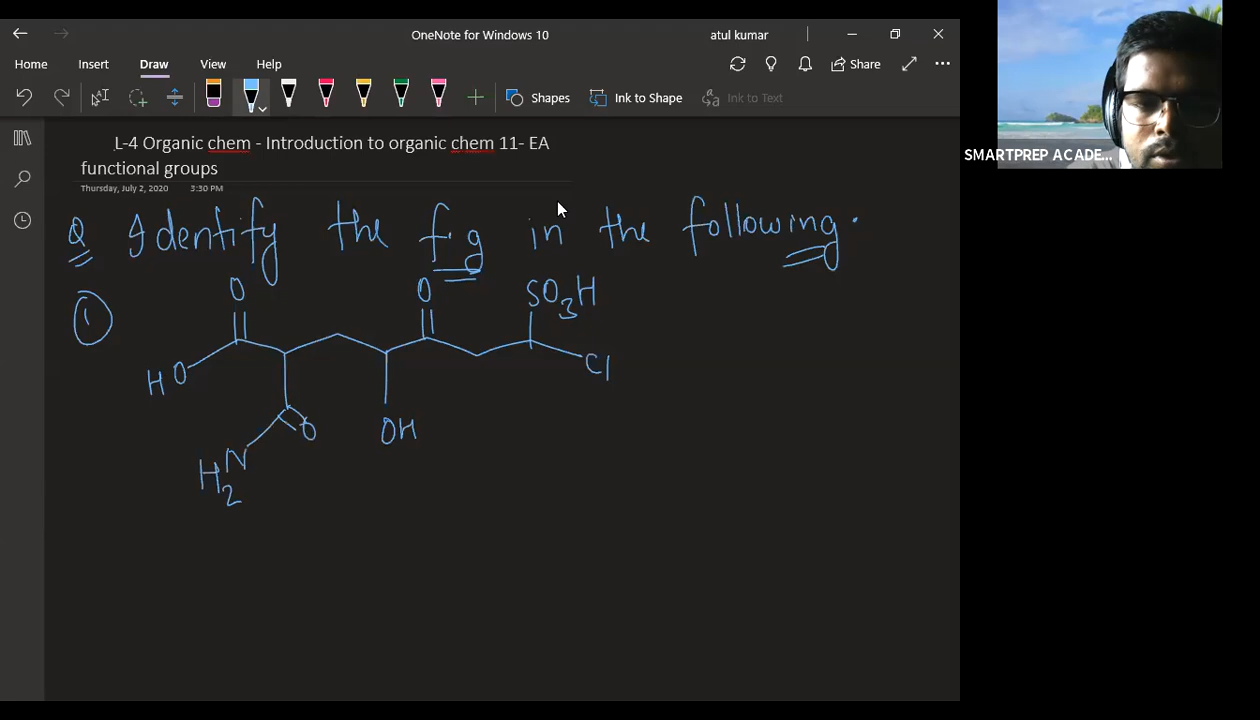 OneNote for Windows 10
atul kumar
Home Insert Draw View Help
Share
Shapes Ink to Shape Ink to Text
L-4 Organic chem - Introduction to organic chem 11- EA
functional groups
Thursday, July 2, 2020 3:30 PM
SMARTPREP ACADE...
Q Identify the f.g in the following.
1
O O SO3H
HO Cl
O OH
H2N